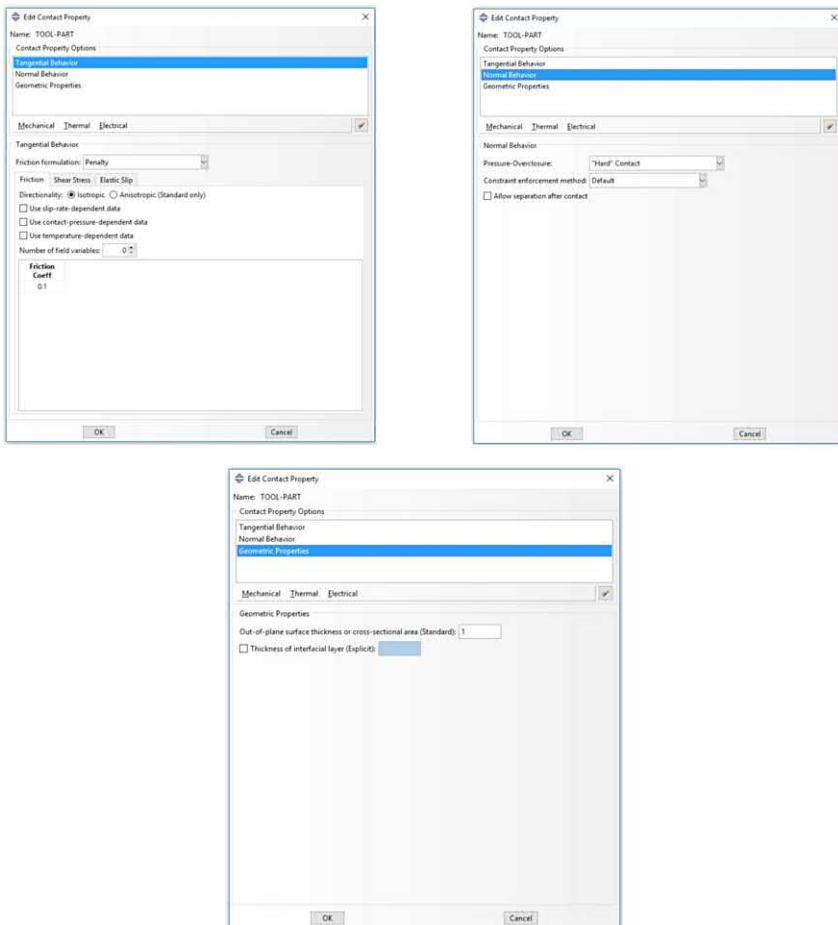 Edit Contact Property
Name: TOOL-PART
Contact Property Options
Tangential Behavior
Normal Behavior
Geometric Properties
Mechanical Thermal Electrical
Tangential Behavior
Friction formulation: Penalty
Friction Shear Stress Elastic Slip
Directionality: Isotropic Anisotropic (Standard only)
Use slip-rate-dependent data
Use contact-pressure-dependent data
Use temperature-dependent data
Number of field variables: 0
Friction
Coeff
0.1
OK Cancel
Edit Contact Property
Name: TOOL-PART
Contact Property Options
Tangential Behavior
Normal Behavior
Geometric Properties
Mechanical Thermal Electrical
Normal Behavior
Pressure-Overclosure: "Hard" Contact
Constraint enforcement method: Default
Allow separation after contact
OK Cancel
Edit Contact Property
Name: TOOL-PART
Contact Property Options
Tangential Behavior
Normal Behavior
Geometric Properties
Mechanical Thermal Electrical
Geometric Properties
Out-of-plane surface thickness or cross-sectional area (Standard): 1
Thickness of interfacial layer (Explicit):
OK Cancel